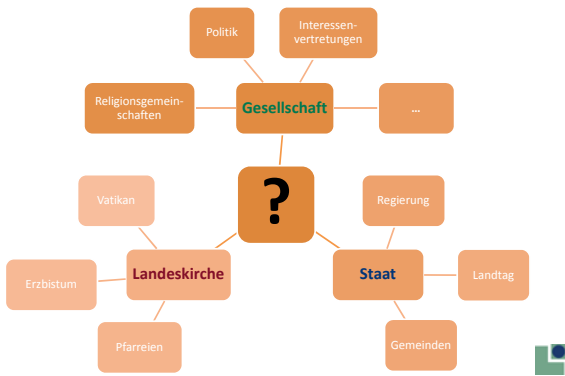 Politik
Interessen-
vertretungen
Religionsgemein-
schaften
Gesellschaft
...
?
Vatikan
Regierung
Erzbistum
Landeskirche
Staat
Landtag
Pfarreien
Gemeinden